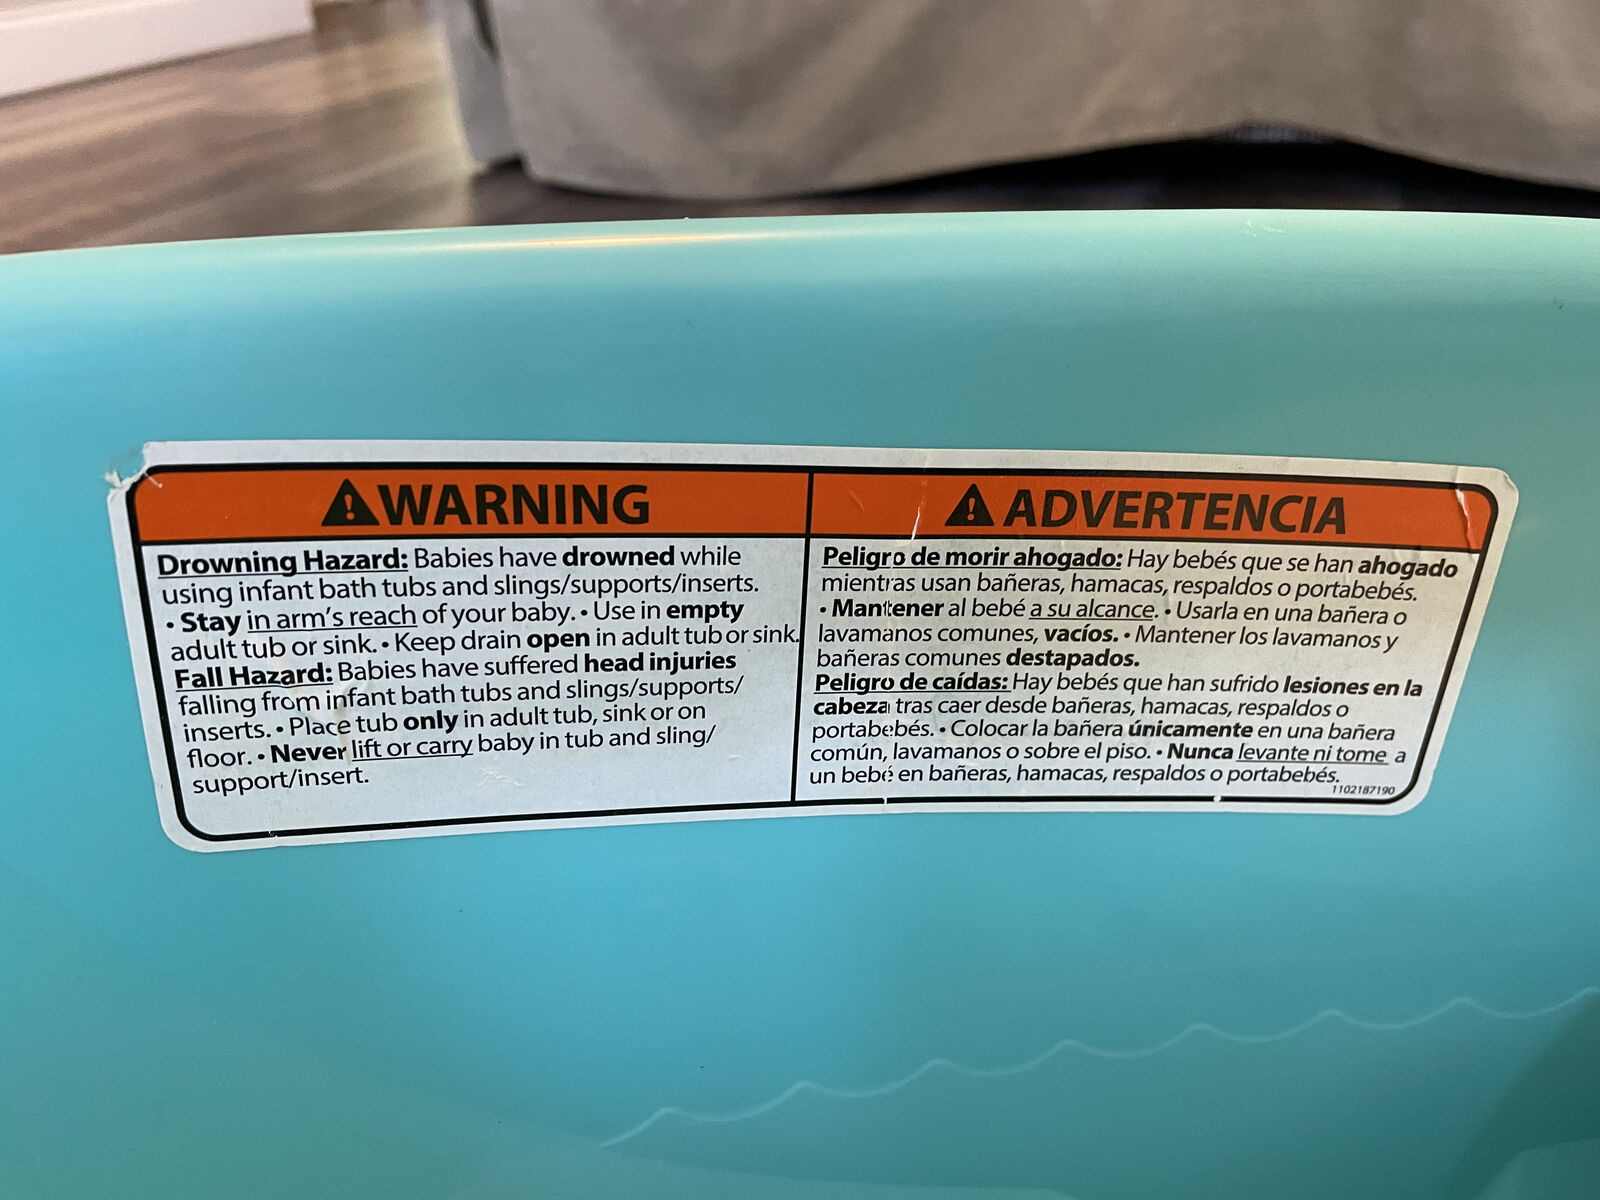 WARNING
Drowning Hazard: Babies have drowned while
using infant bath tubs and slings/supports/inserts.
• Stay in arm's reach of your baby. • Use in empty
adult tub or sink. • Keep drain open in adult tub or sink.
Fall Hazard: Babies have suffered head injuries
falling from infant bath tubs and slings/supports/
inserts. • Place tub only in adult tub, sink or on
floor. • Never lift or carry baby in tub and sling/
support/insert.
ADVERTENCIA
Peligro de morir ahogado: Hay bebés que se han ahogado
mientras usan bañeras, hamacas, respaldos o portabebés.
• Mantener al bebé a su alcance. • Usarla en una bañera o
lavamanos comunes, vacíos. • Mantener los lavamanos y
bañeras comunes destapados.
Peligro de caídas: Hay bebés que han sufrido lesiones en la
cabeza tras caer desde bañeras, hamacas, respaldos o
portabebés. • Colocar la bañera únicamente en una bañera
común, lavamanos o sobre el piso. • Nunca levante ni tome a
un bebé en bañeras, hamacas, respaldos o portabebés.
1102187190